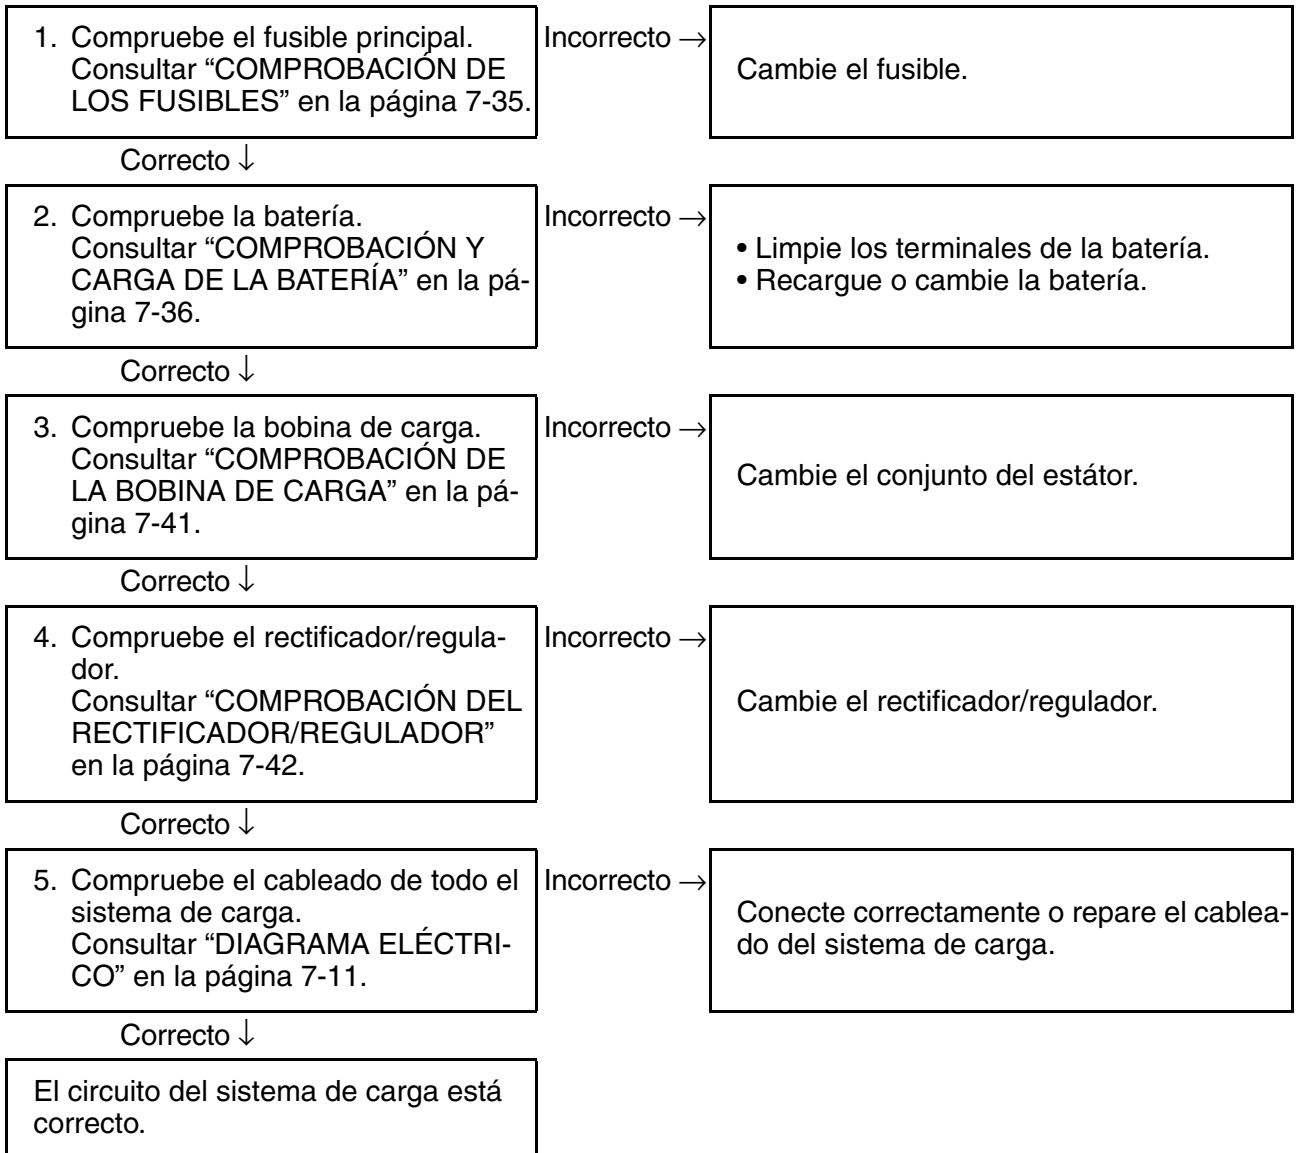 1. Compruebe el fusible principal.
Consultar “COMPROBACIÓN DE
LOS FUSIBLES” en la página 7-35.
Incorrecto →
Cambie el fusible.
Correcto ↓
2. Compruebe la batería.
Consultar “COMPROBACIÓN Y
CARGA DE LA BATERÍA” en la pá-
gina 7-36.
Incorrecto →
• Limpie los terminales de la batería.
• Recargue o cambie la batería.
Correcto ↓
3. Compruebe la bobina de carga.
Consultar “COMPROBACIÓN DE
LA BOBINA DE CARGA” en la pá-
gina 7-41.
Incorrecto →
Cambie el conjunto del estátor.
Correcto ↓
4. Compruebe el rectificador/regula-
dor.
Consultar “COMPROBACIÓN DEL
RECTIFICADOR/REGULADOR”
en la página 7-42.
Incorrecto →
Cambie el rectificador/regulador.
Correcto ↓
5. Compruebe el cableado de todo el
sistema de carga.
Consultar “DIAGRAMA ELÉCTRI-
CO” en la página 7-11.
Incorrecto →
Conecte correctamente o repare el cablea-
do del sistema de carga.
Correcto ↓
El circuito del sistema de carga está
correcto.